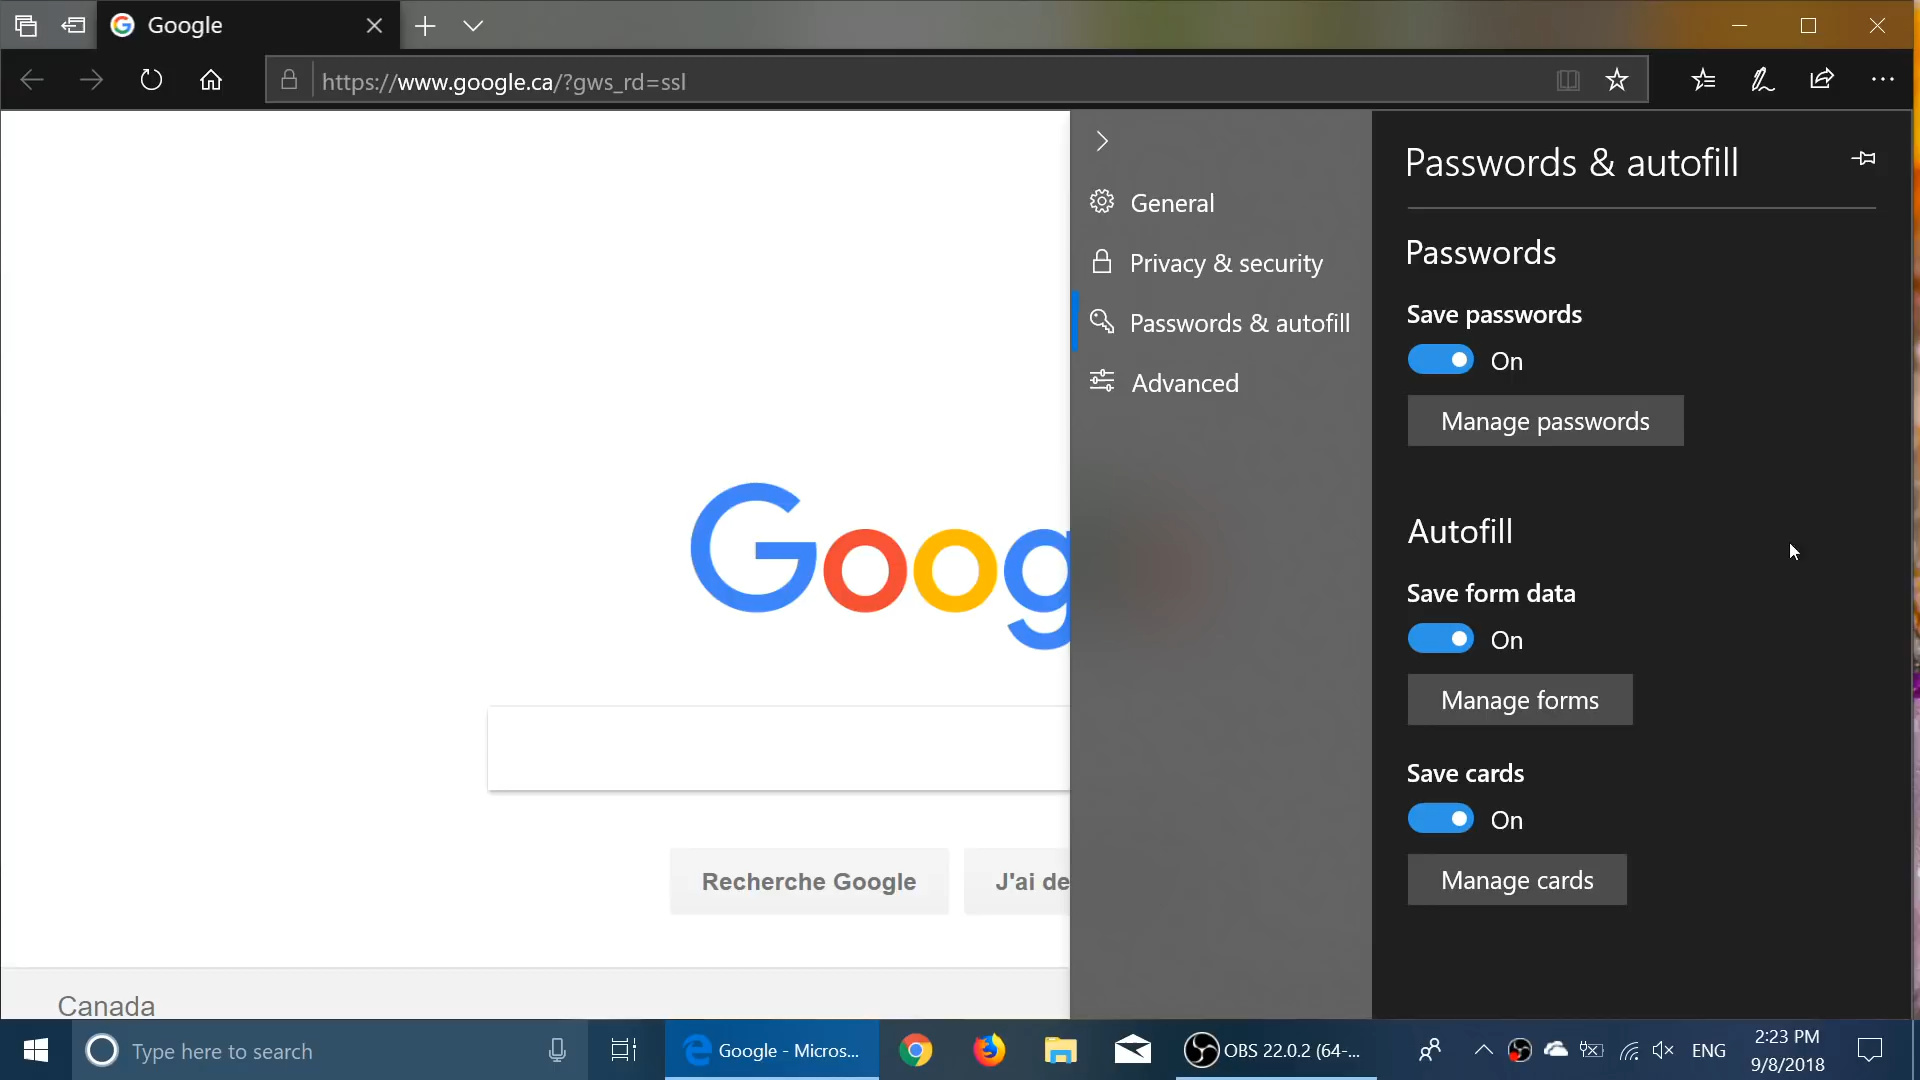 Google
https://www.google.ca/?gws_rd=ssl
General
Privacy & security
Passwords & autofill
Advanced
Passwords & autofill
Passwords
Save passwords
On
Manage passwords
Autofill
Save form data
On
Manage forms
Save cards
On
Manage cards
Goog
Recherche Google
J'ai de
Canada
Type here to search
Google - Micros...
OBS 22.0.2 (64-...
ENG
2:23 PM
9/8/2018